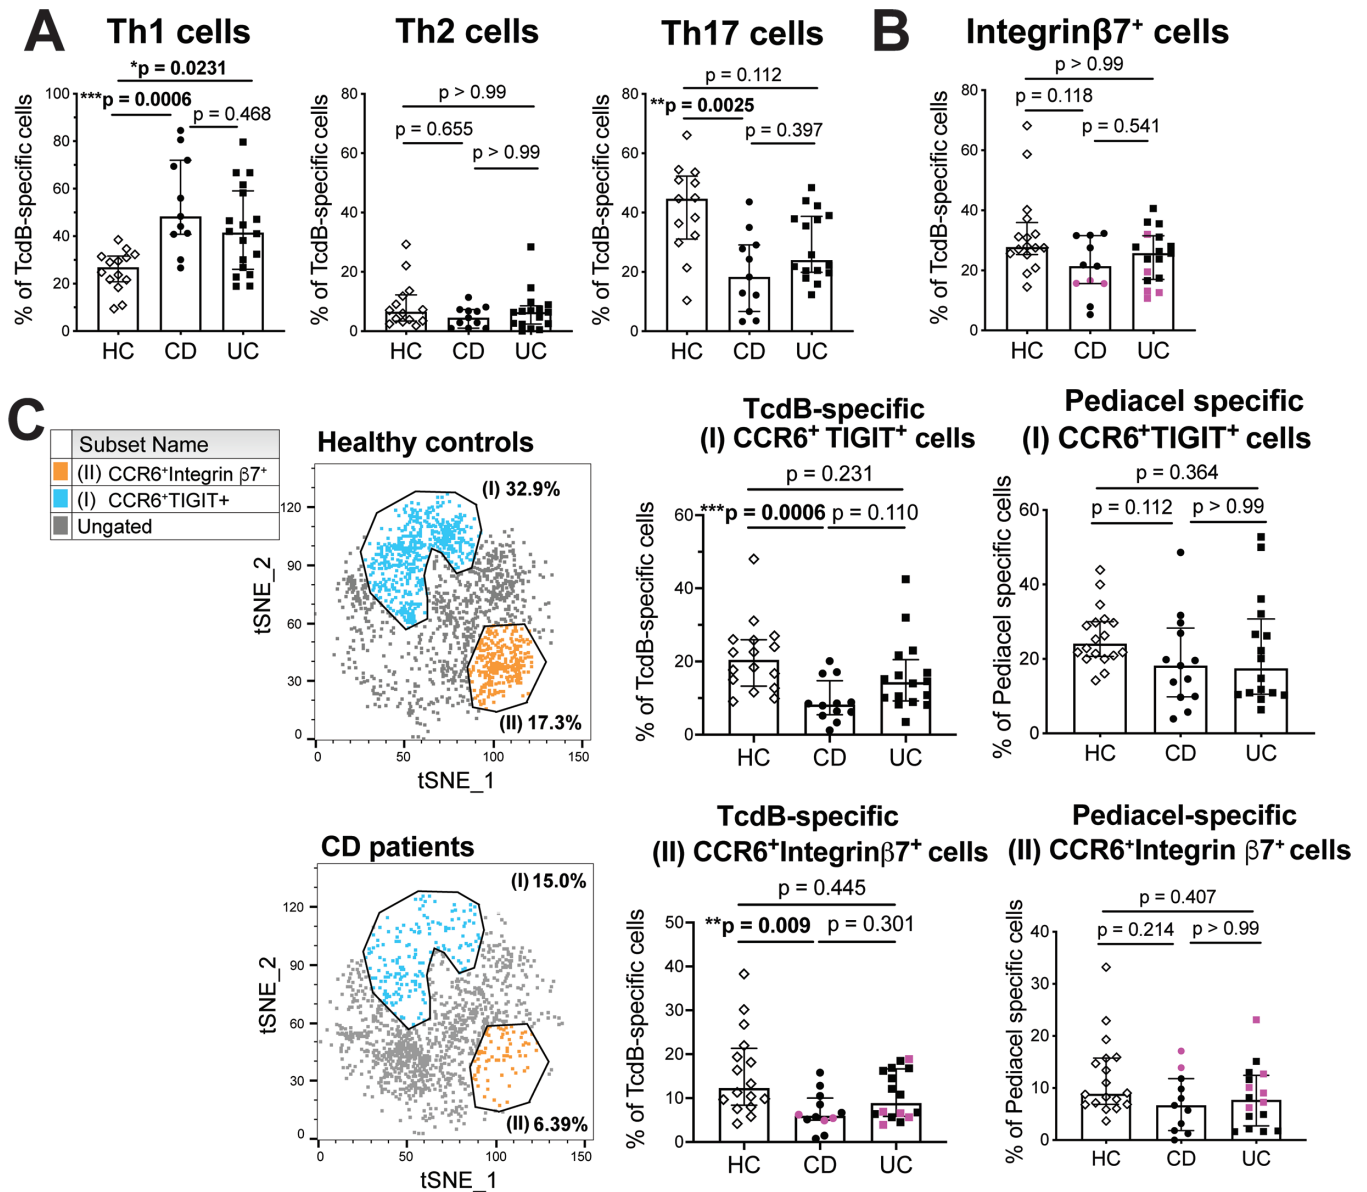 A
Th1 cells
*p = 0.0231
***p = 0.0006
p = 0.468
% of TcdB-specific cells
100
80
60
40
20
0
HC
CD
UC
Th2 cells
p > 0.99
p = 0.655
p > 0.99
% of TcdB-specific cells
80
60
40
20
0
HC
CD
UC
Th17 cells
p = 0.112
**p = 0.0025
p = 0.397
% of TcdB-specific cells
80
60
40
20
0
HC
CD
UC
B
Integrinβ7⁺ cells
p > 0.99
p = 0.118
p = 0.541
% of TcdB-specific cells
80
60
40
20
0
HC
CD
UC
C
Subset Name
(II) CCR6⁺Integrin β7⁺
(I) CCR6⁺TIGIT+
Ungated
Healthy controls
(I) 32.9%
(II) 17.3%
tSNE_2
120
90
60
30
0
0
50
100
150
tSNE_1
TcdB-specific
(I) CCR6⁺ TIGIT⁺ cells
p = 0.231
***p = 0.0006
p = 0.110
% of TcdB-specific cells
60
40
20
0
HC
CD
UC
Pediacel specific
(I) CCR6⁺TIGIT⁺ cells
p = 0.364
p = 0.112
p > 0.99
% of Pediacel specific cells
60
40
20
0
HC
CD
UC
CD patients
(I) 15.0%
(II) 6.39%
tSNE_2
120
90
60
30
0
0
50
100
150
tSNE_1
TcdB-specific
(II) CCR6⁺Integrinβ7⁺ cells
p = 0.445
**p = 0.009
p = 0.301
% of TcdB-specific cells
50
40
30
20
10
0
HC
CD
UC
Pediacel-specific
(II) CCR6⁺Integrin β7⁺ cells
p = 0.407
p = 0.214
p > 0.99
% of Pediacel specific cells
40
30
20
10
0
HC
CD
UC